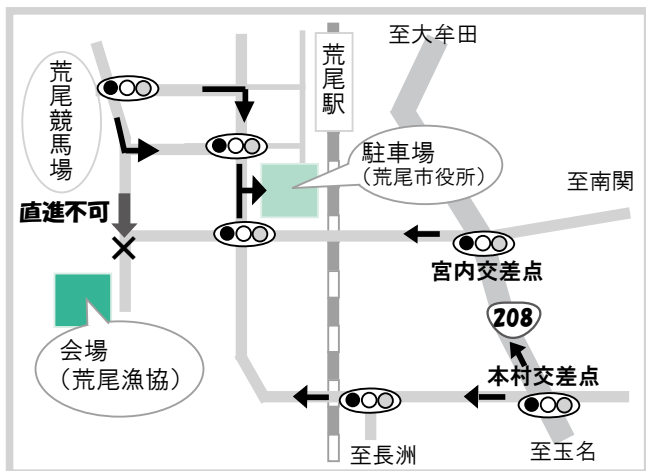 至大牟田
荒尾駅
荒尾競馬場
駐車場
(荒尾市役所)
至南関
直進不可
宮内交差点
208
会場
(荒尾漁協)
本村交差点
至長洲
至玉名